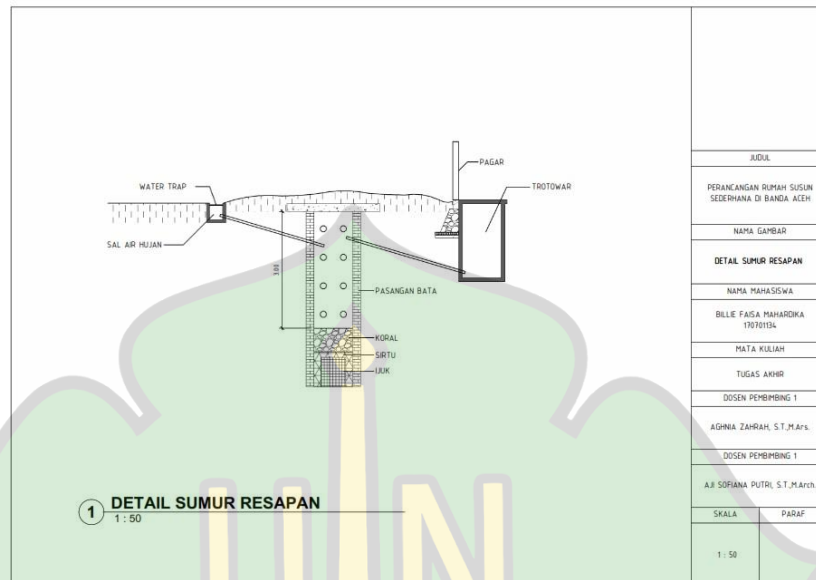 PAGAR
WATER TRAP
TROTOWAR
SAL AIR HUJAN
3.00
PASANGAN BATA
KORAL
SIRTU
IJUK
1 DETAIL SUMUR RESAPAN
1 : 50
JUDUL
PERANCANGAN RUMAH SUSUN
SEDERHANA DI BANDA ACEH
NAMA GAMBAR
DETAIL SUMUR RESAPAN
NAMA MAHASISWA
BILLIE FAISA MAHARDIKA
170701134
MATA KULIAH
TUGAS AKHIR
DOSEN PEMBIMBING 1
AGHNIA ZAHRAH, S.T.,M.Ars.
DOSEN PEMBIMBING 1
AJI SOFIANA PUTRI, S.T.,M.Arch.
SKALA PARAF
1 : 50
UIN